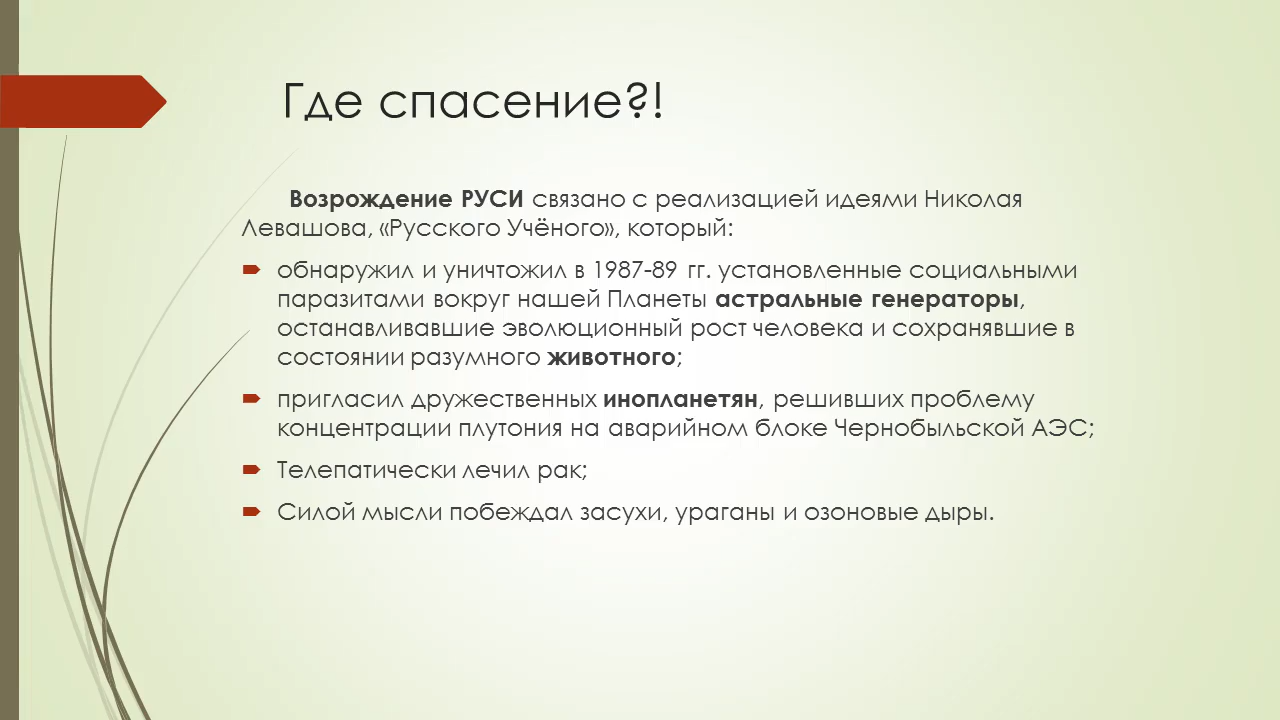 Где спасение?!
Возрождение РУСИ связано с реализацией идеями Николая
Левашова, «Русского Учёного», который:
обнаружил и уничтожил в 1987-89 гг. установленные социальными
паразитами вокруг нашей Планеты астральные генераторы,
останавливавшие эволюционный рост человека и сохранявшие в
состоянии разумного животного;
пригласил дружественных инопланетян, решивших проблему
концентрации плутония на аварийном блоке Чернобыльской АЭС;
Телепатически лечил рак;
Силой мысли побеждал засухи, ураганы и озоновые дыры.